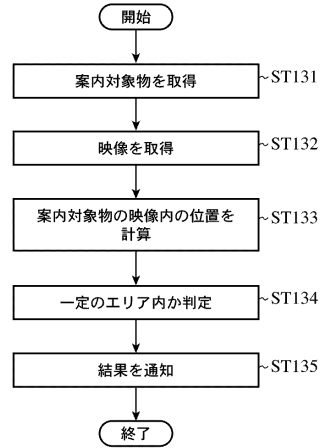 開始
案内対象物を取得
ST131
映像を取得
ST132
案内対象物の映像内の位置を
計算
ST133
一定のエリア内か判定
ST134
結果を通知
ST135
終了